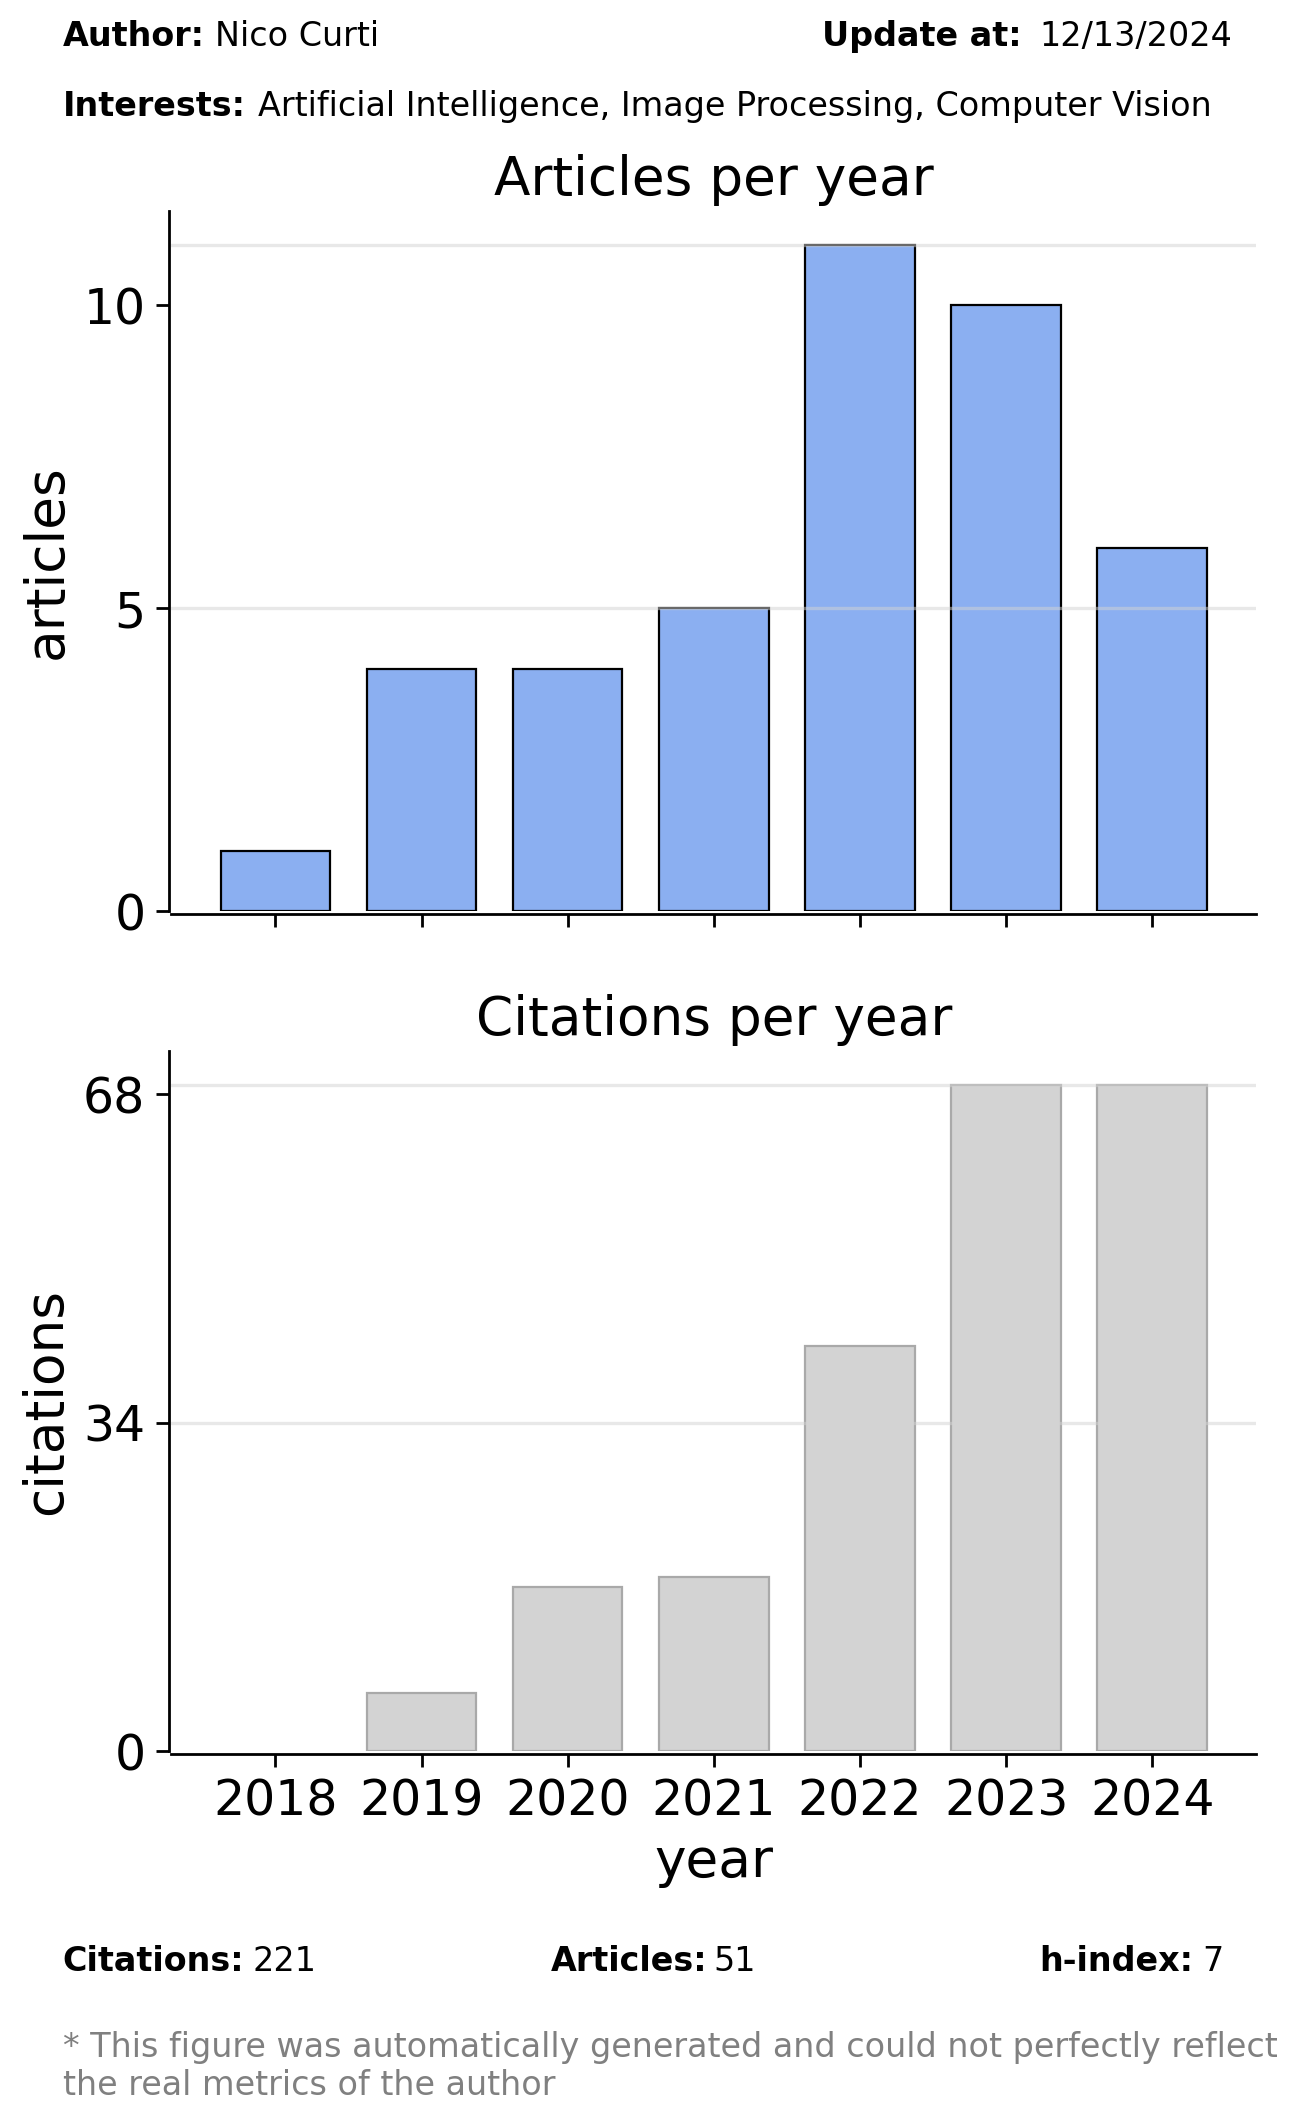 Author: Nico Curti Update at: 12/13/2024
Interests: Artificial Intelligence, Image Processing, Computer Vision
Articles per year
10
5
0
articles
Citations per year
68
34
0
citations
2018 2019 2020 2021 2022 2023 2024
year
Citations: 221 Articles: 51 h-index: 7
* This figure was automatically generated and could not perfectly reflect
the real metrics of the author